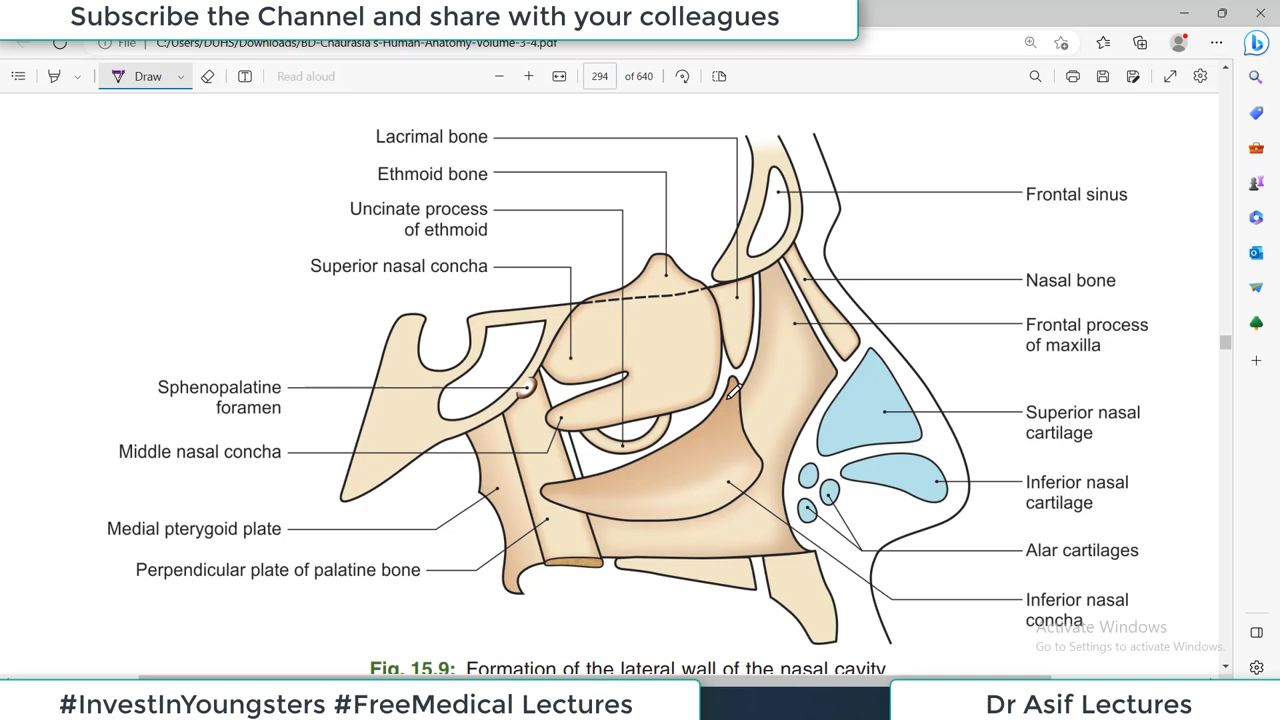 Subscribe the Channel and share with your colleagues
File
C:/Users/DUHS/Downloads/BD-Chaurasia's-Human-Anatomy-Volume-3-4.pdf
Draw
Read aloud
294 of 640
Lacrimal bone
Ethmoid bone
Uncinate process
of ethmoid
Superior nasal concha
Sphenopalatine
foramen
Middle nasal concha
Medial pterygoid plate
Perpendicular plate of palatine bone
Frontal sinus
Nasal bone
Frontal process
of maxilla
Superior nasal
cartilage
Inferior nasal
cartilage
Alar cartilages
Inferior nasal
concha
Activate Windows
Go to Settings to activate Windows.
Fig. 15.9: Formation of the lateral wall of the nasal cavity
#InvestInYoungsters #FreeMedical Lectures
Dr Asif Lectures